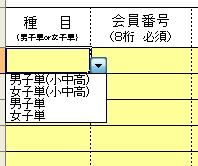 種　目
(男子単or女子単)
会員番号
(8桁 必須)
男子単(小中高)
女子単(小中高)
男子単
女子単